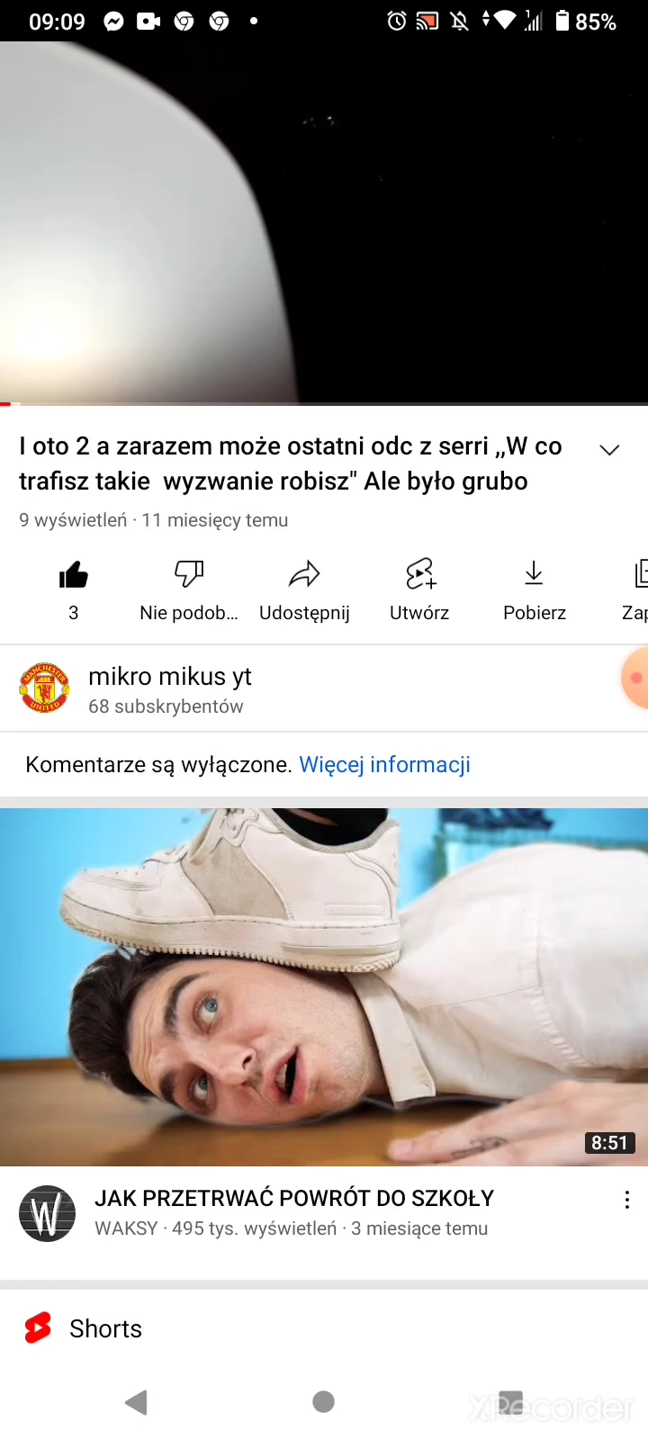 09:09
85%
I oto 2 a zarazem może ostatni odc z serri ,,W co
trafisz takie wyzwanie robisz" Ale było grubo
9 wyświetleń · 11 miesięcy temu
3 Nie podob... Udostępnij Utwórz Pobierz Zap
MANCHESTER
UNITED
mikro mikus yt
68 subskrybentów
Komentarze są wyłączone. Więcej informacji
8:51
W
JAK PRZETRWAĆ POWRÓT DO SZKOŁY
WAKSY · 495 tys. wyświetleń · 3 miesiące temu
Shorts
XRecorder